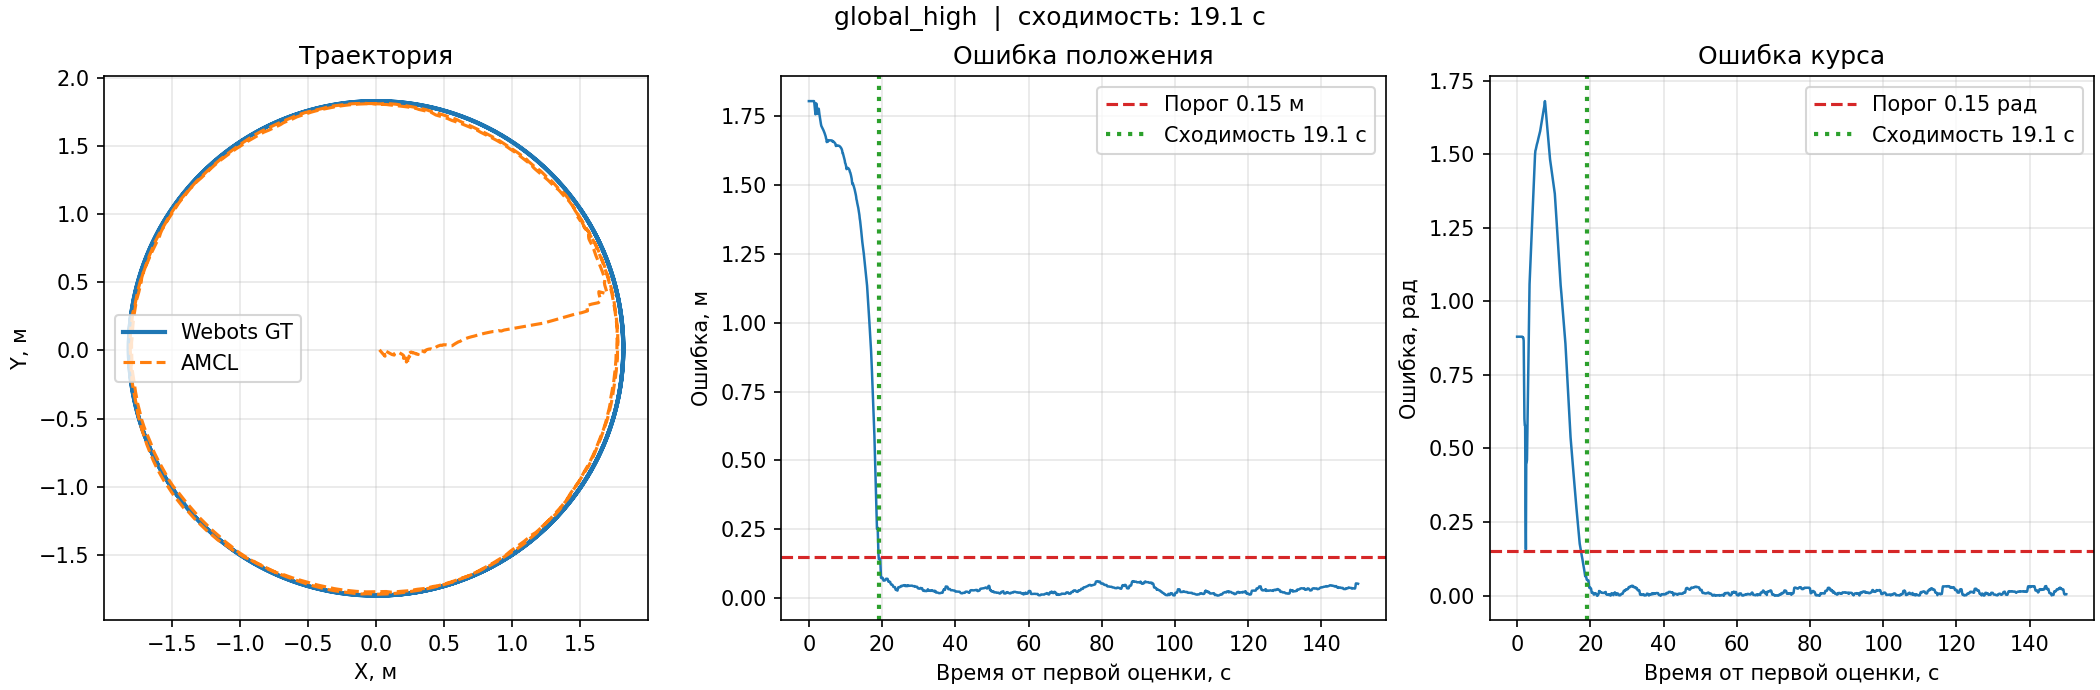 global_high | сходимость: 19.1 с
Траектория
2.0
1.5
1.0
0.5
0.0
−0.5
−1.0
−1.5
Y, м
Webots GT
AMCL
−1.5 −1.0 −0.5 0.0 0.5 1.0 1.5
X, м
Ошибка положения
1.75
1.50
1.25
1.00
0.75
0.50
0.25
0.00
Ошибка, м
Порог 0.15 м
Сходимость 19.1 с
0 20 40 60 80 100 120 140
Время от первой оценки, с
Ошибка курса
1.75
1.50
1.25
1.00
0.75
0.50
0.25
0.00
Ошибка, рад
Порог 0.15 рад
Сходимость 19.1 с
0 20 40 60 80 100 120 140
Время от первой оценки, с